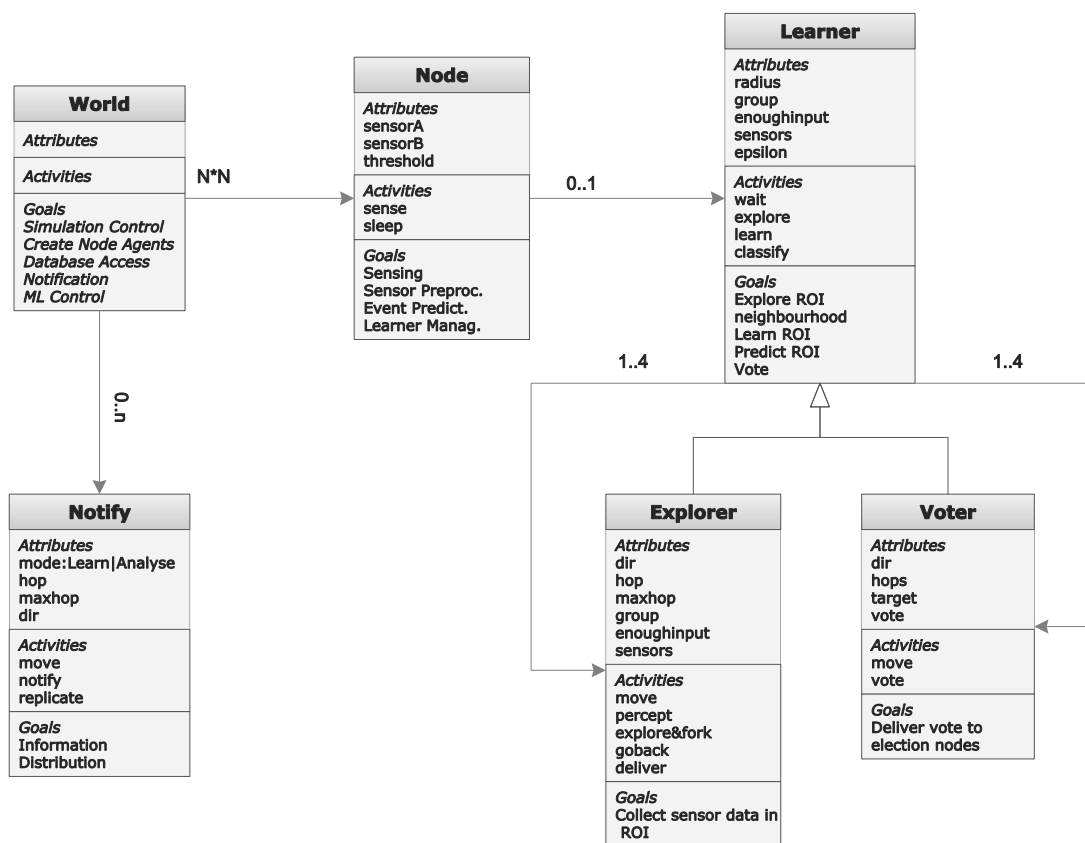 World
Attributes
Activities
Goals
Simulation Control
Create Node Agents
Database Access
Notification
ML Control
N*N
0..n
Node
Attributes
sensorA
sensorB
threshold
Activities
sense
sleep
Goals
Sensing
Sensor Preproc.
Event Predict.
Learner Manag.
0..1
Learner
Attributes
radius
group
enoughinput
sensors
epsilon
Activities
wait
explore
learn
classify
Goals
Explore ROI
neighbourhood
Learn ROI
Predict ROI
Vote
1..4
1..4
Notify
Attributes
mode:Learn|Analyse
hop
maxhop
dir
Activities
move
notify
replicate
Goals
Information
Distribution
Explorer
Attributes
dir
hop
maxhop
group
enoughinput
sensors
Activities
move
percept
explore&fork
goback
deliver
Goals
Collect sensor data in
ROI
Voter
Attributes
dir
hops
target
vote
Activities
move
vote
Goals
Deliver vote to
election nodes